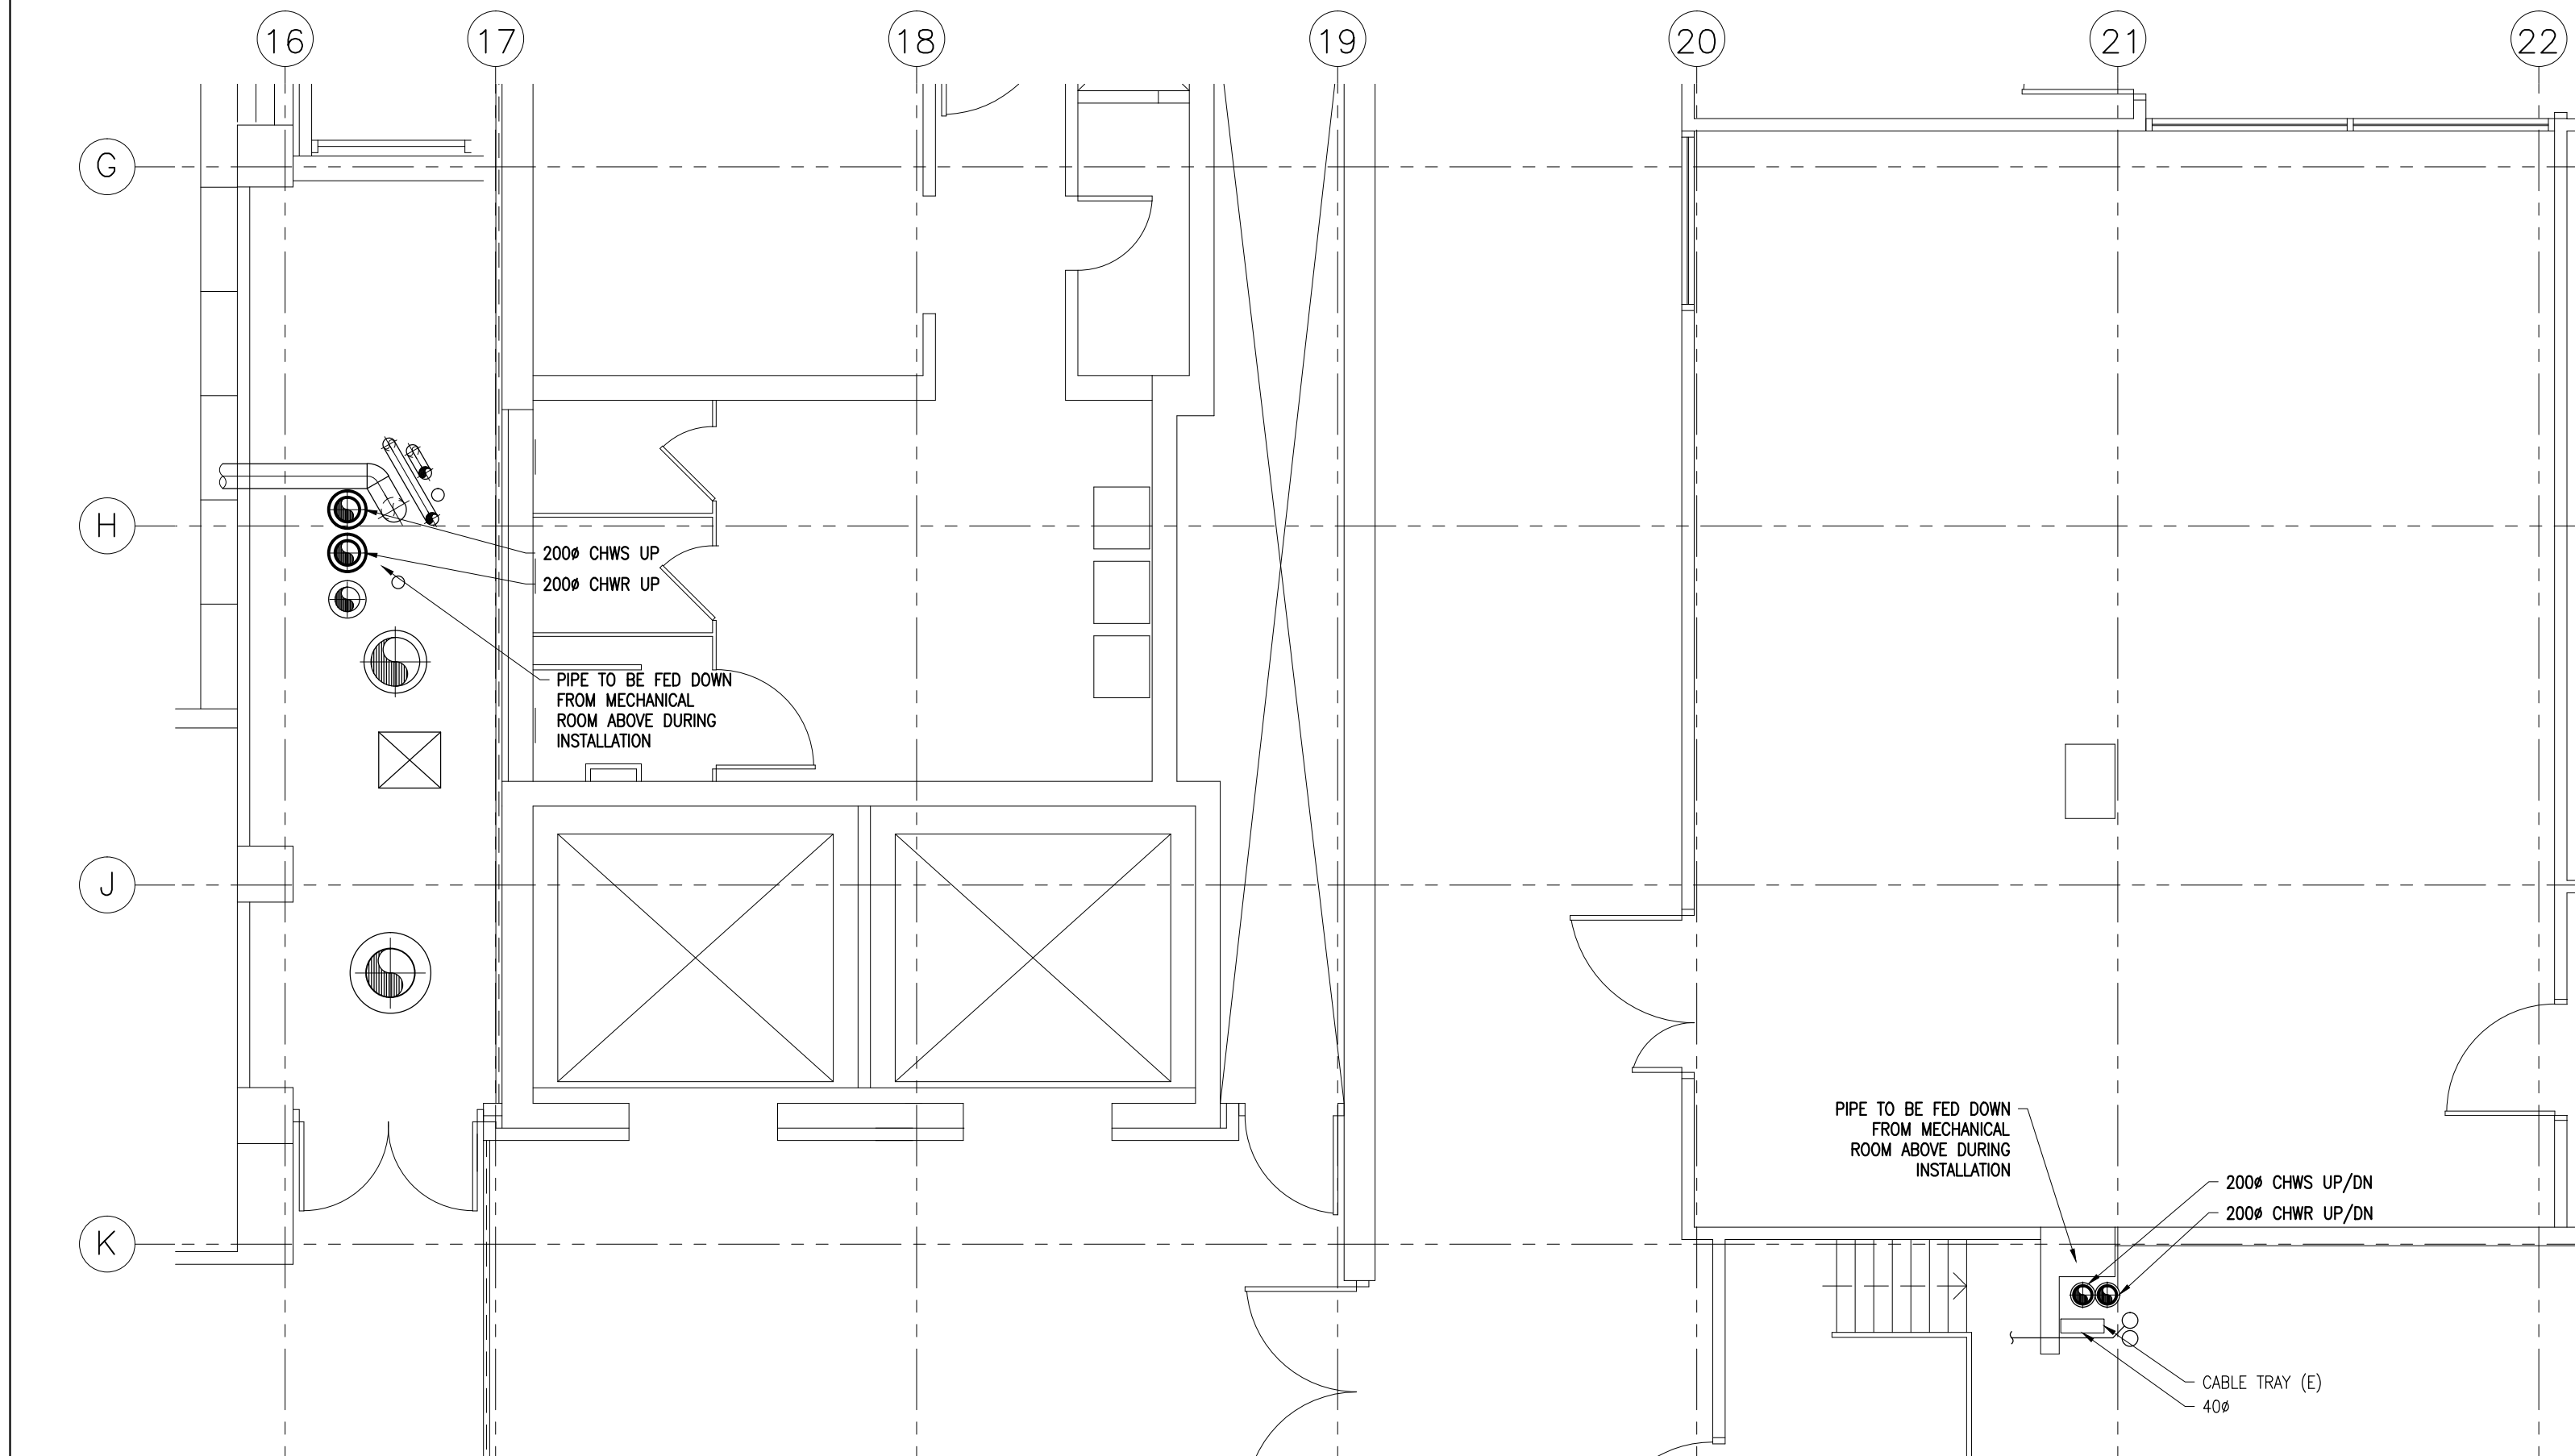 16
17
18
19
20
21
22
G
H
J
K
200ø CHWS UP
200ø CHWR UP
PIPE TO BE FED DOWN
FROM MECHANICAL
ROOM ABOVE DURING
INSTALLATION
PIPE TO BE FED DOWN
FROM MECHANICAL
ROOM ABOVE DURING
INSTALLATION
200ø CHWS UP/DN
200ø CHWR UP/DN
CABLE TRAY (E)
40ø